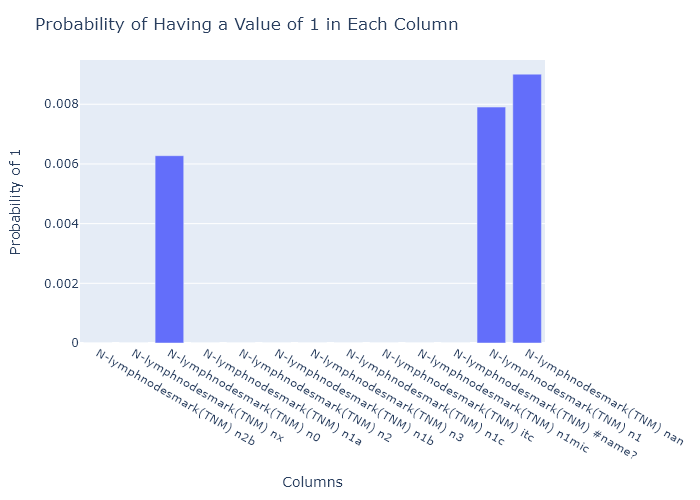 Probability of Having a Value of 1 in Each Column
Probability of 1
0.008
0.006
0.004
0.002
0
N-lymphnodesmark(TNM) n2b
N-lymphnodesmark(TNM) nx
N-lymphnodesmark(TNM) n0
N-lymphnodesmark(TNM) n1a
N-lymphnodesmark(TNM) n2
N-lymphnodesmark(TNM) n1b
N-lymphnodesmark(TNM) n3
N-lymphnodesmark(TNM) n1c
N-lymphnodesmark(TNM) itc
N-lymphnodesmark(TNM) n1mic
N-lymphnodesmark(TNM) #name?
N-lymphnodesmark(TNM) n1
N-lymphnodesmark(TNM) nan
Columns